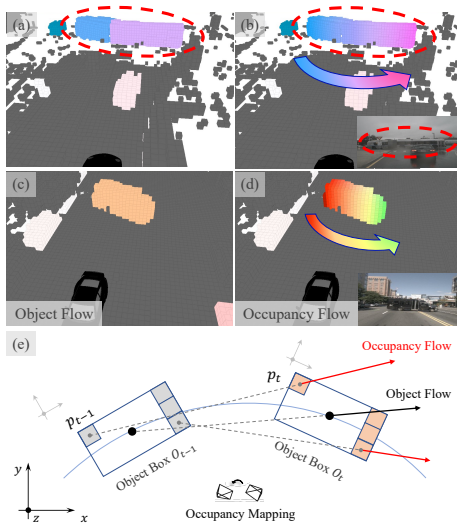 (a)
(b)
(c)
(d)
Object Flow
Occupancy Flow
(e)
Occupancy Flow
p_t
Object Flow
p_{t-1}
Object Box O_{t-1}
Object Box O_t
y
z
x
Occupancy Mapping